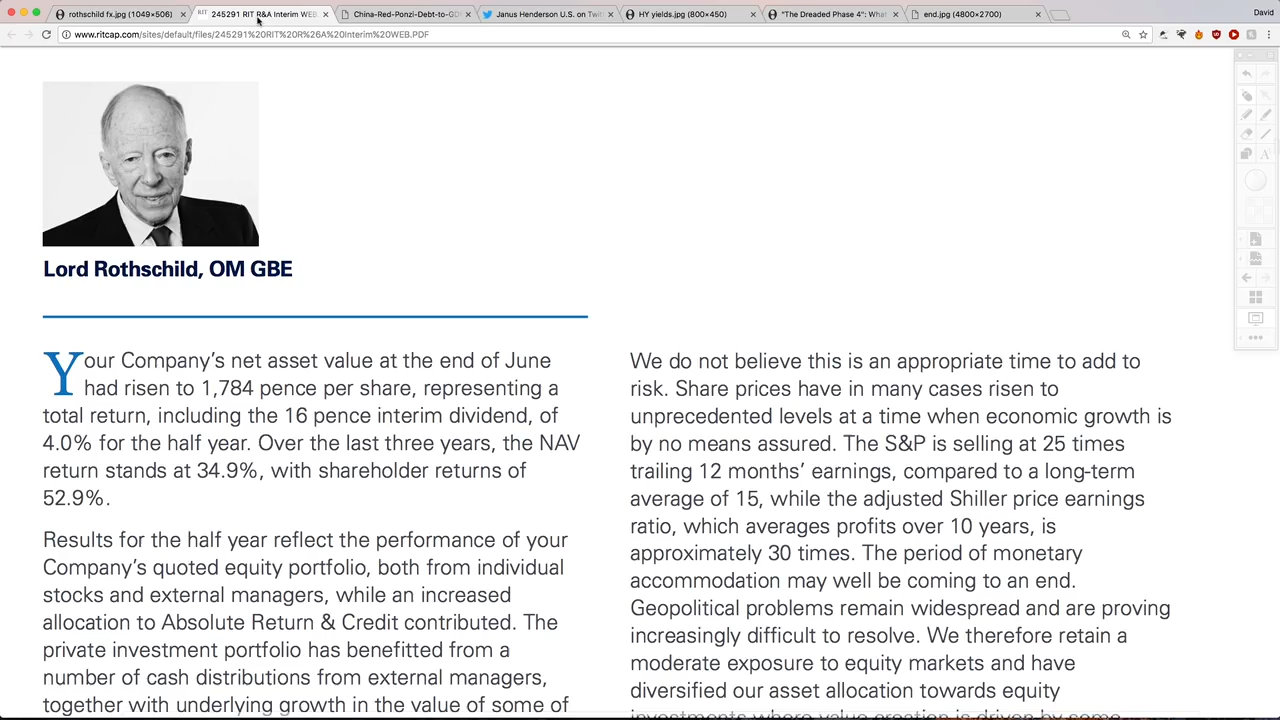 rothschild fx.jpg (1049×506)
245291 RIT R&A Interim WEB.
China-Red-Ponzi-Debt-to-GD
Janus Henderson U.S. on Twit
HY yields.jpg (800×450)
"The Dreaded Phase 4": What
end.jpg (4800×2700)
David
www.ritcap.com/sites/default/files/245291%20RIT%20R%26A%20Interim%20WEB.PDF
Lord Rothschild, OM GBE
Your Company's net asset value at the end of June
had risen to 1,784 pence per share, representing a
total return, including the 16 pence interim dividend, of
4.0% for the half year. Over the last three years, the NAV
return stands at 34.9%, with shareholder returns of
52.9%.
Results for the half year reflect the performance of your
Company's quoted equity portfolio, both from individual
stocks and external managers, while an increased
allocation to Absolute Return & Credit contributed. The
private investment portfolio has benefitted from a
number of cash distributions from external managers,
together with underlying growth in the value of some of
We do not believe this is an appropriate time to add to
risk. Share prices have in many cases risen to
unprecedented levels at a time when economic growth is
by no means assured. The S&P is selling at 25 times
trailing 12 months' earnings, compared to a long-term
average of 15, while the adjusted Shiller price earnings
ratio, which averages profits over 10 years, is
approximately 30 times. The period of monetary
accommodation may well be coming to an end.
Geopolitical problems remain widespread and are proving
increasingly difficult to resolve. We therefore retain a
moderate exposure to equity markets and have
diversified our asset allocation towards equity
investments where value creation is driven by some